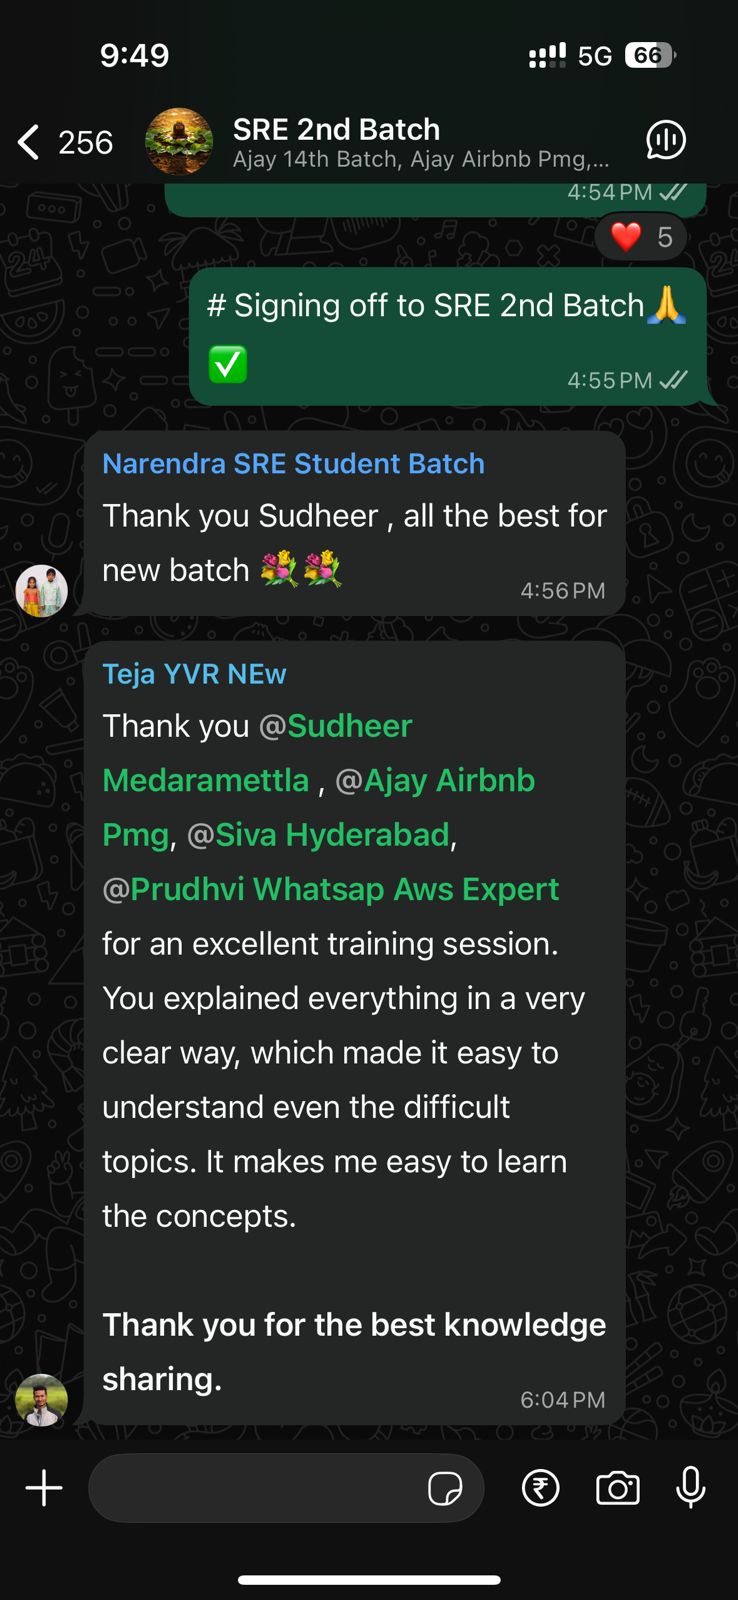 9:49
5G 66
256
SRE 2nd Batch
Ajay 14th Batch, Ajay Airbnb Pmg,...
4:54 PM
❤️ 5
# Signing off to SRE 2nd Batch🙏
✅
4:55 PM
Narendra SRE Student Batch
Thank you Sudheer , all the best for
new batch 💐💐
4:56 PM
Teja YVR NEw
Thank you @Sudheer
Medaramettla , @Ajay Airbnb
Pmg, @Siva Hyderabad,
@Prudhvi Whatsap Aws Expert
for an excellent training session.
You explained everything in a very
clear way, which made it easy to
understand even the difficult
topics. It makes me easy to learn
the concepts.
Thank you for the best knowledge
sharing.
6:04 PM
₹